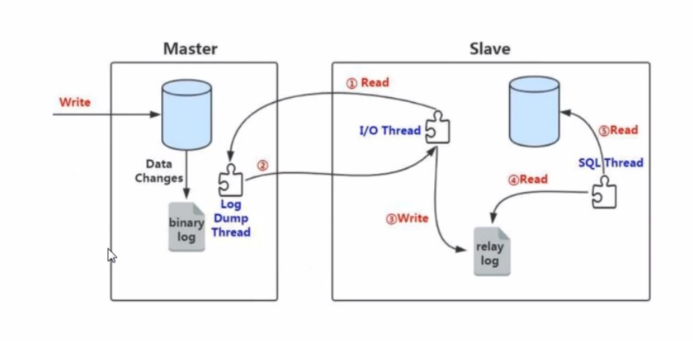 Master
Slave
Write
① Read
I/O Thread
⑤Read
②
Data
Changes
SQL Thread
④Read
Log
Dump
Thread
binary
log
③Write
relay
log